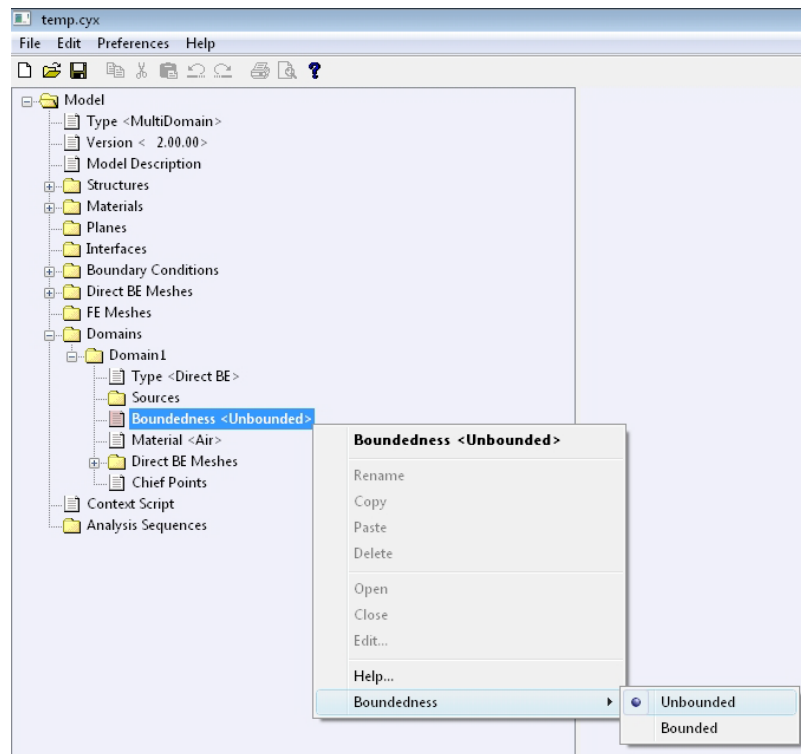 temp.cyx
File Edit Preferences Help
Model
Type <MultiDomain>
Version < 2.00.00>
Model Description
Structures
Materials
Planes
Interfaces
Boundary Conditions
Direct BE Meshes
FE Meshes
Domains
Domain1
Type <Direct BE>
Sources
Boundedness <Unbounded>
Material <Air>
Direct BE Meshes
Chief Points
Context Script
Analysis Sequences
Boundedness <Unbounded>
Rename
Copy
Paste
Delete
Open
Close
Edit...
Help...
Boundedness
Unbounded
Bounded